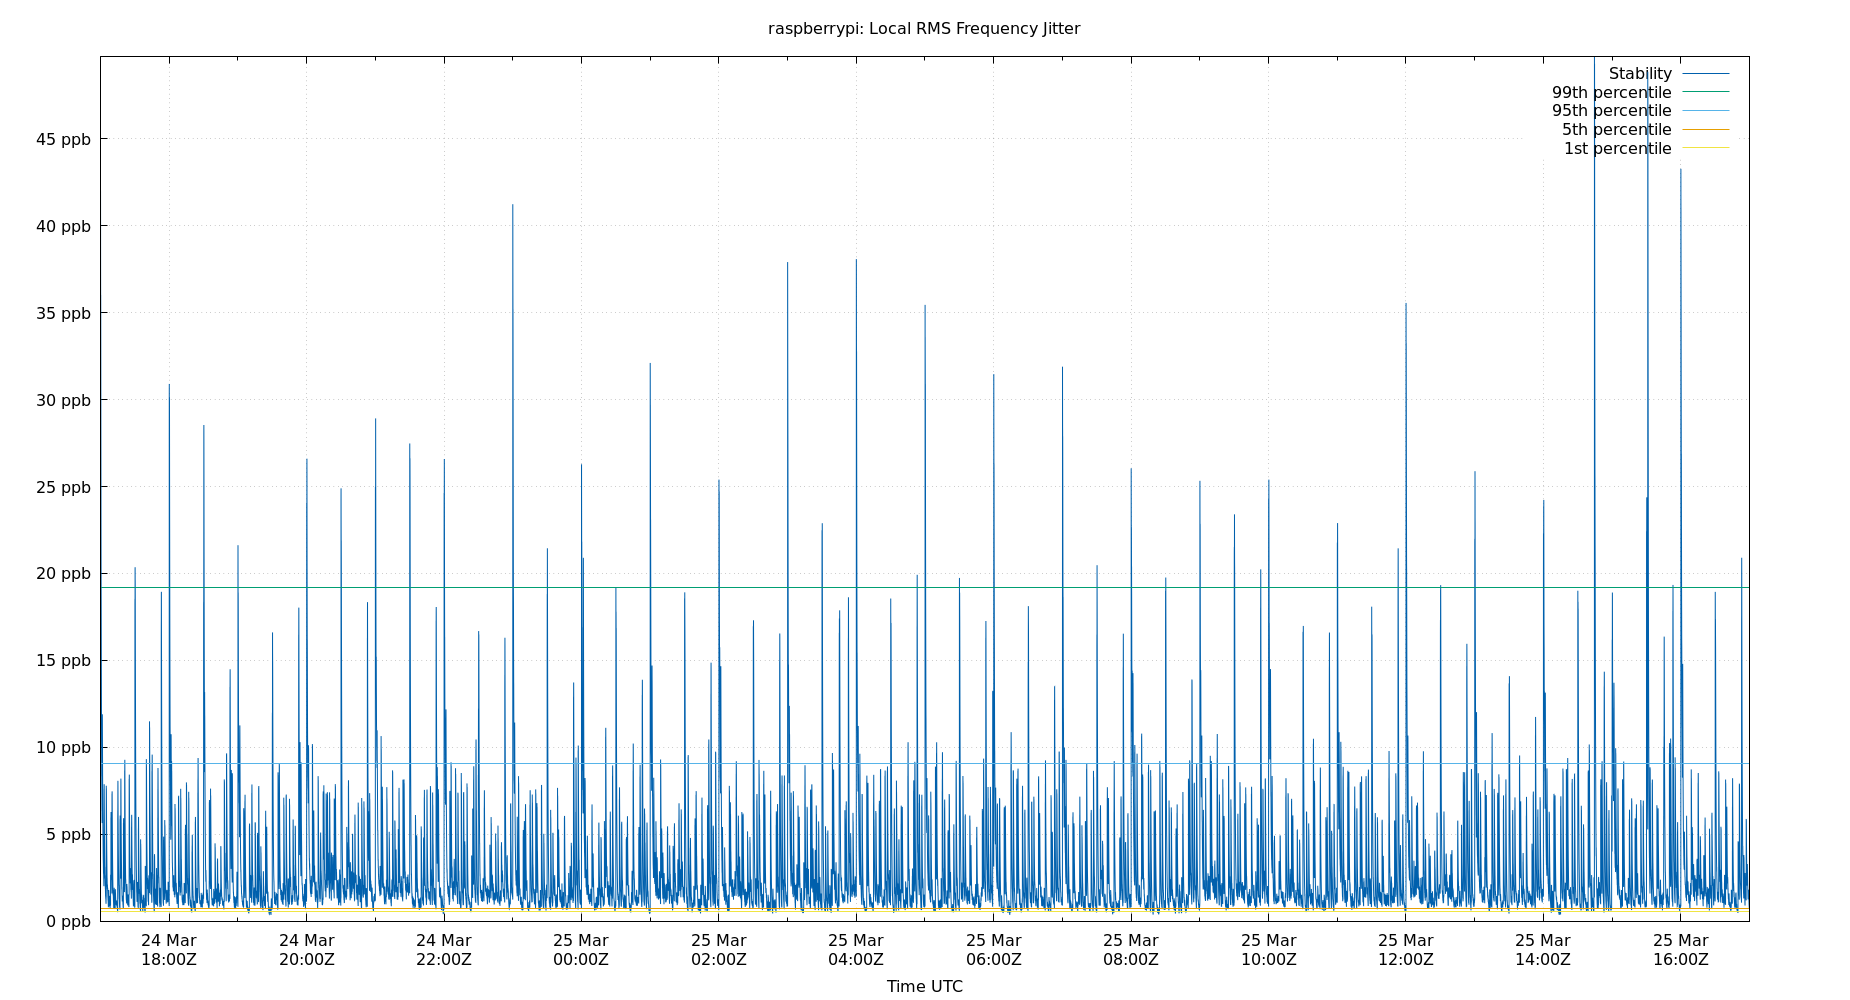 raspberrypi: Local RMS Frequency Jitter
Stability
99th percentile
95th percentile
5th percentile
1st percentile
45 ppb
40 ppb
35 ppb
30 ppb
25 ppb
20 ppb
15 ppb
10 ppb
5 ppb
0 ppb
24 Mar 24 Mar 24 Mar 25 Mar 25 Mar 25 Mar 25 Mar 25 Mar 25 Mar 25 Mar 25 Mar 25 Mar
18:00Z 20:00Z 22:00Z 00:00Z 02:00Z 04:00Z 06:00Z 08:00Z 10:00Z 12:00Z 14:00Z 16:00Z
Time UTC